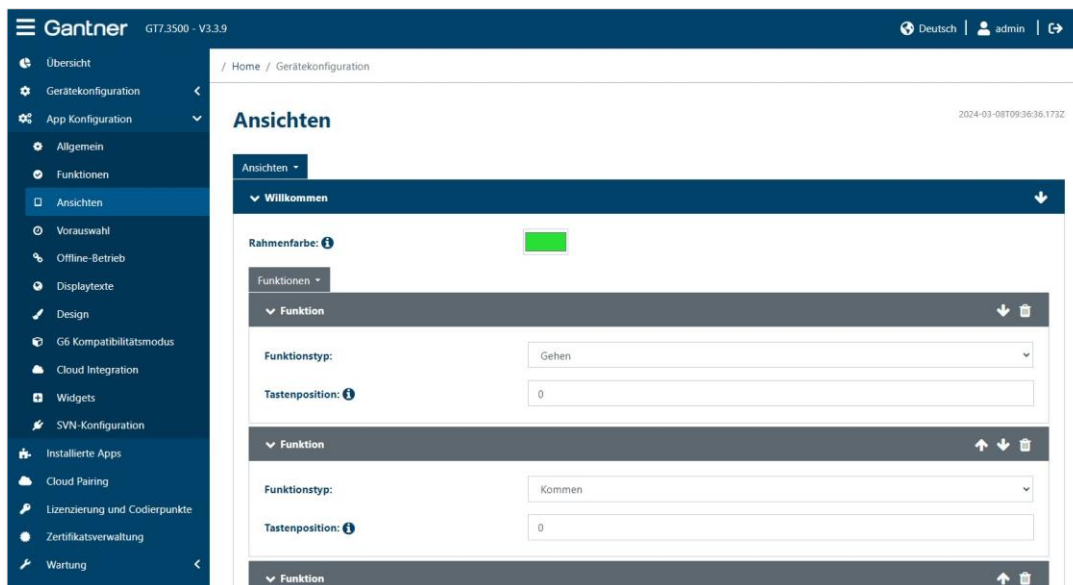 Gantner GT7.3500 - V3.3.9 Deutsch admin
Übersicht
Gerätekonfiguration
App Konfiguration
Allgemein
Funktionen
Ansichten
Vorauswahl
Offline-Betrieb
Displaytexte
Design
G6 Kompatibilitätsmodus
Cloud Integration
Widgets
SVN-Konfiguration
Installierte Apps
Cloud Pairing
Lizenzierung und Codierpunkte
Zertifikatsverwaltung
Wartung
/ Home / Gerätekonfiguration
Ansichten 2024-03-08T09:36:36.173Z
Ansichten
Willkommen
Rahmenfarbe:
Funktionen
Funktion
Funktionstyp: Gehen
Tastenposition: 0
Funktion
Funktionstyp: Kommen
Tastenposition: 0
Funktion